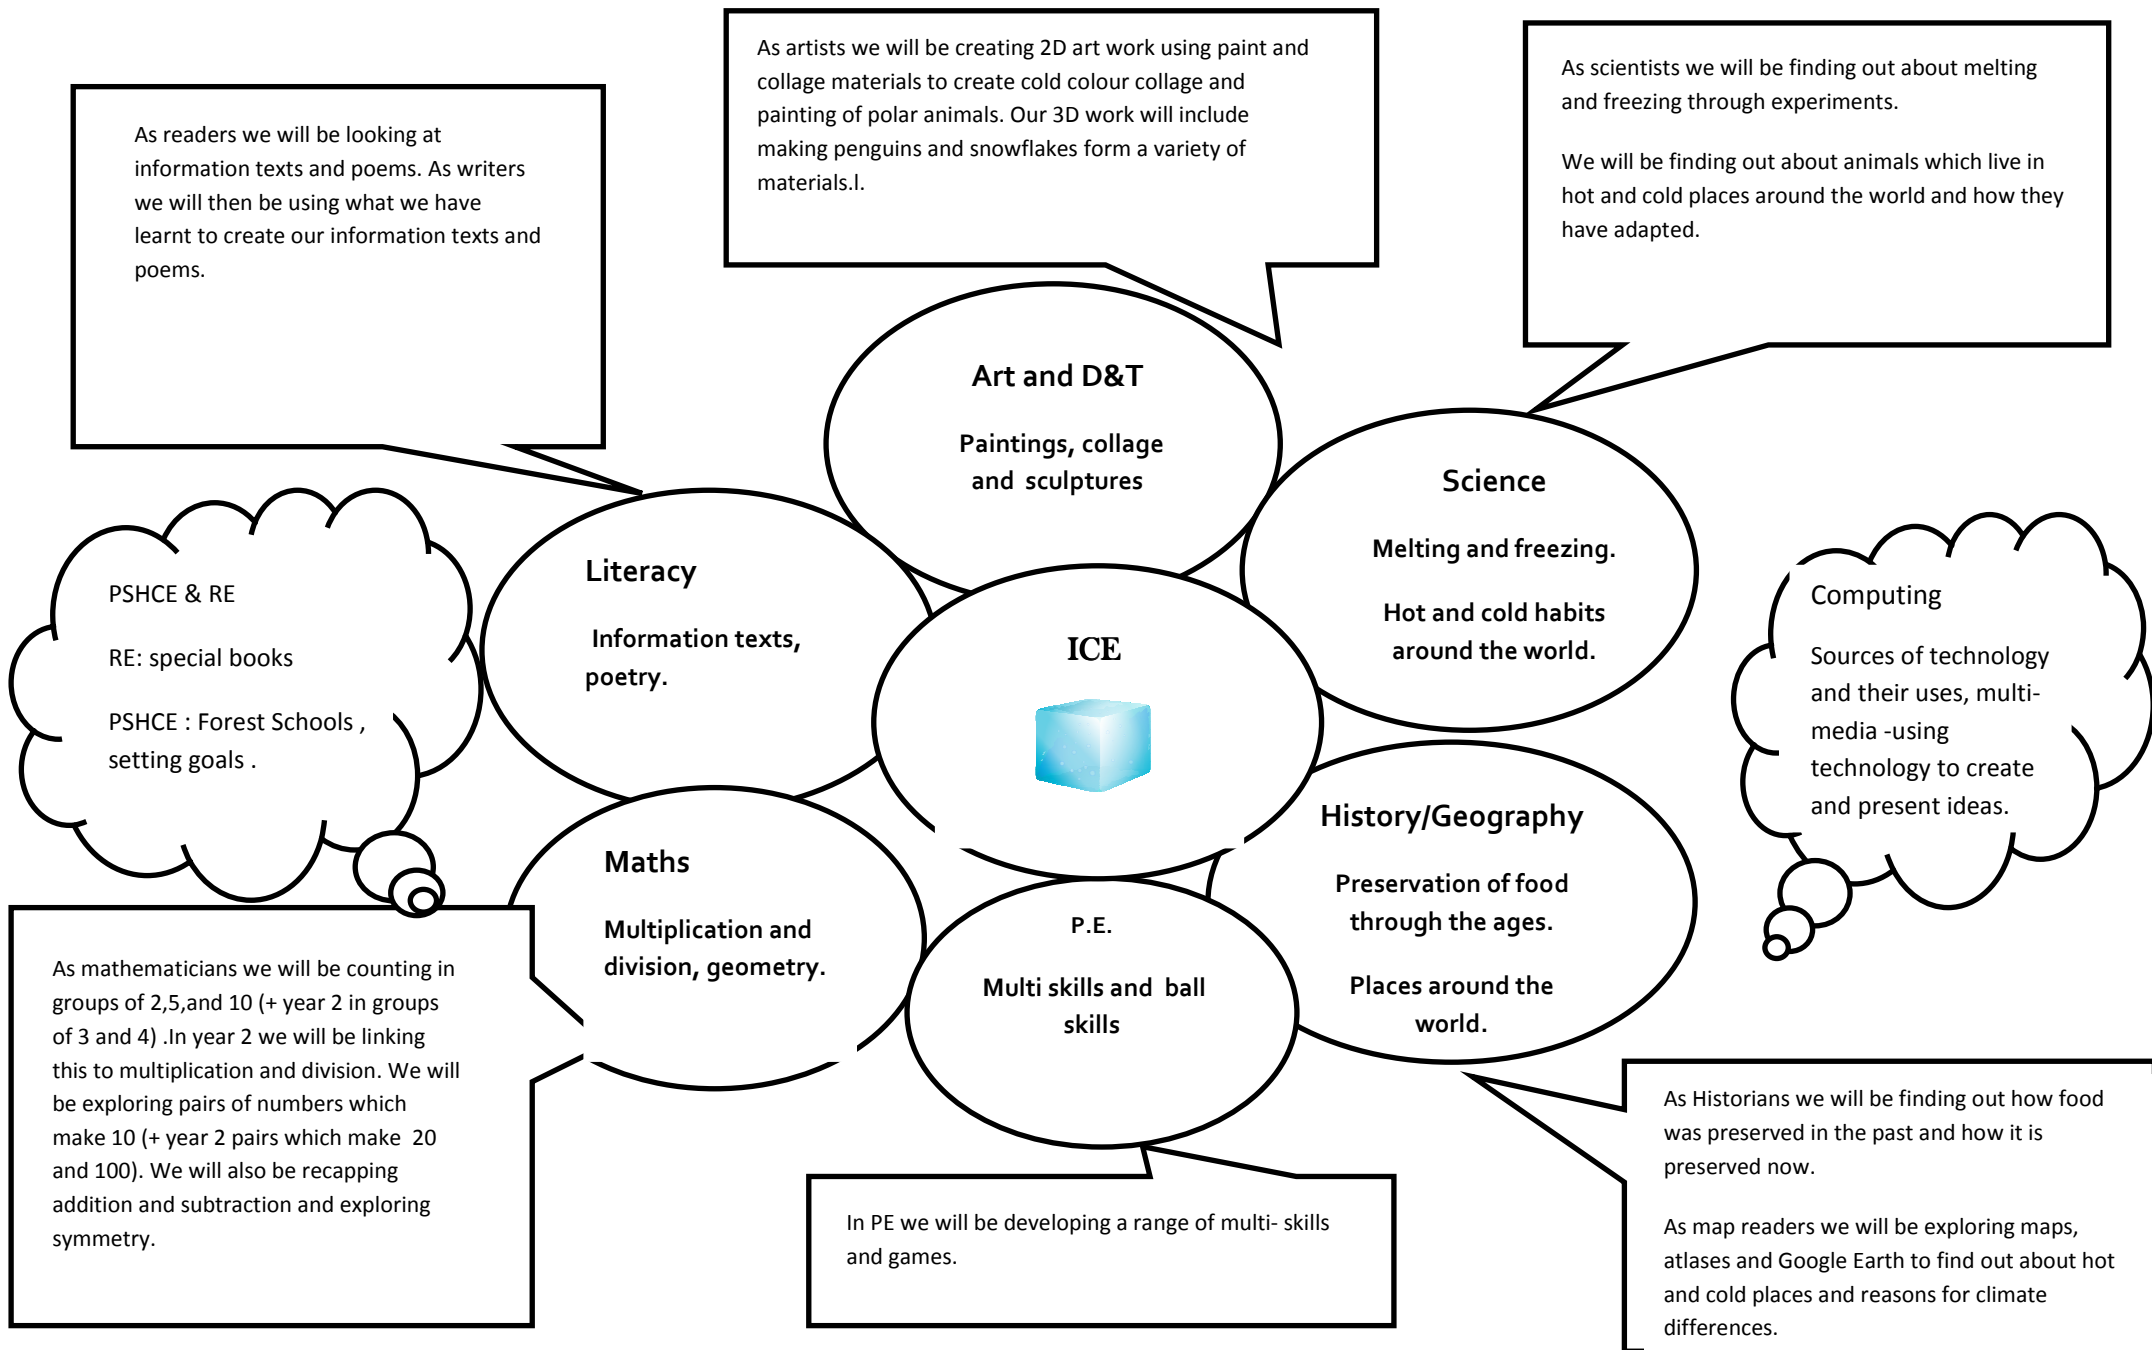 As readers we will be looking at
information texts and poems. As writers
we will then be using what we have
learnt to create our information texts and
poems.
As artists we will be creating 2D art work using paint and
collage materials to create cold colour collage and
painting of polar animals. Our 3D work will include
making penguins and snowflakes form a variety of
materials.l.
As scientists we will be finding out about melting
and freezing through experiments.
We will be finding out about animals which live in
hot and cold places around the world and how they
have adapted.
Art and D&T
Paintings, collage
and sculptures
Science
Melting and freezing.
Hot and cold habits
around the world.
Literacy
Information texts,
poetry.
PSHCE & RE
RE: special books
PSHCE : Forest Schools ,
setting goals .
ICE
Computing
Sources of technology
and their uses, multi-
media -using
technology to create
and present ideas.
Maths
Multiplication and
division, geometry.
P.E.
Multi skills and ball
skills
History/Geography
Preservation of food
through the ages.
Places around the
world.
As mathematicians we will be counting in
groups of 2,5,and 10 (+ year 2 in groups
of 3 and 4) .In year 2 we will be linking
this to multiplication and division. We will
be exploring pairs of numbers which
make 10 (+ year 2 pairs which make 20
and 100). We will also be recapping
addition and subtraction and exploring
symmetry.
In PE we will be developing a range of multi- skills
and games.
As Historians we will be finding out how food
was preserved in the past and how it is
preserved now.
As map readers we will be exploring maps,
atlases and Google Earth to find out about hot
and cold places and reasons for climate
differences.